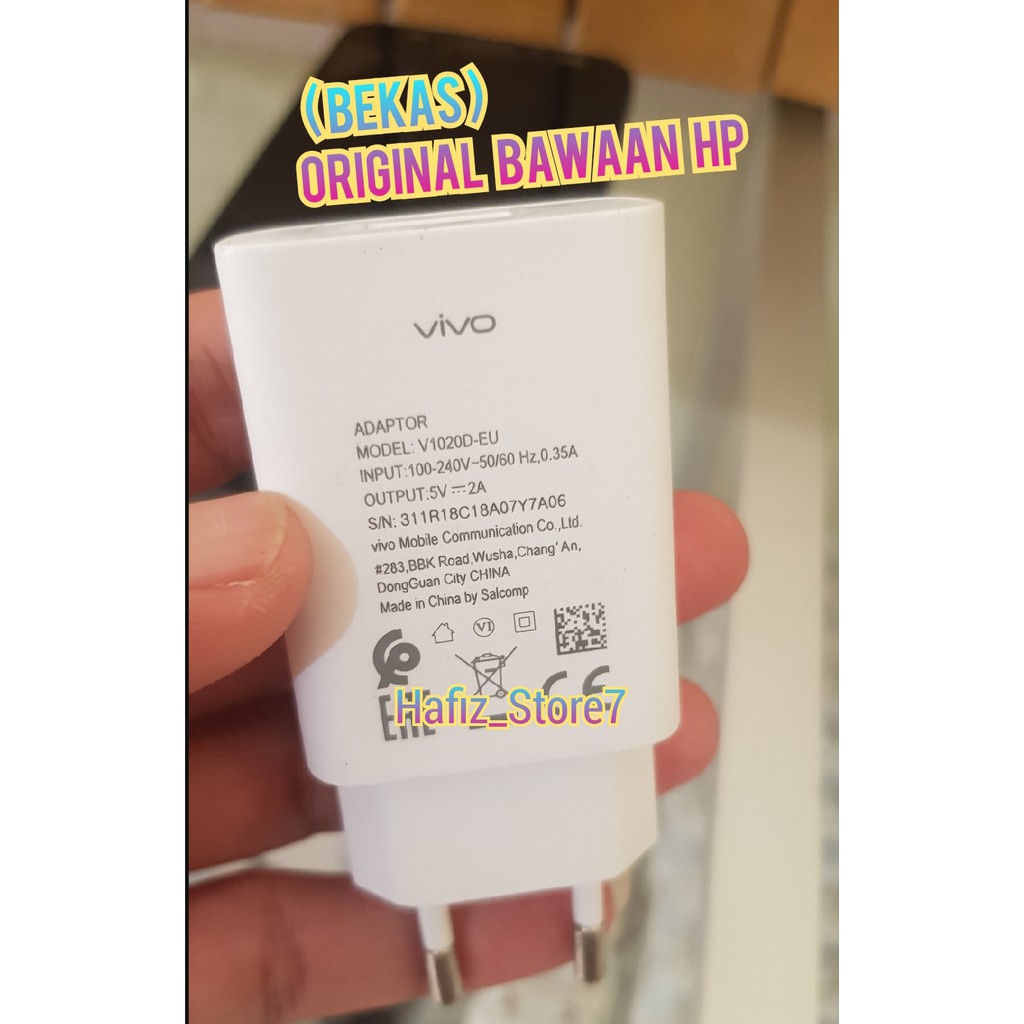 (BEKAS)
ORIGINAL BAWAAN HP
vivo
ADAPTOR
MODEL: V1020D-EU
INPUT:100-240V~50/60 Hz,0.35A
OUTPUT:5V ⎓2A
S/N: 311R18C18A07Y7A06
vivo Mobile Communication Co.,Ltd.
#283,BBK Road,Wusha,Chang' An,
DongGuan City CHINA
Made in China by Salcomp
VI
EAC CE
Hafiz_Store7